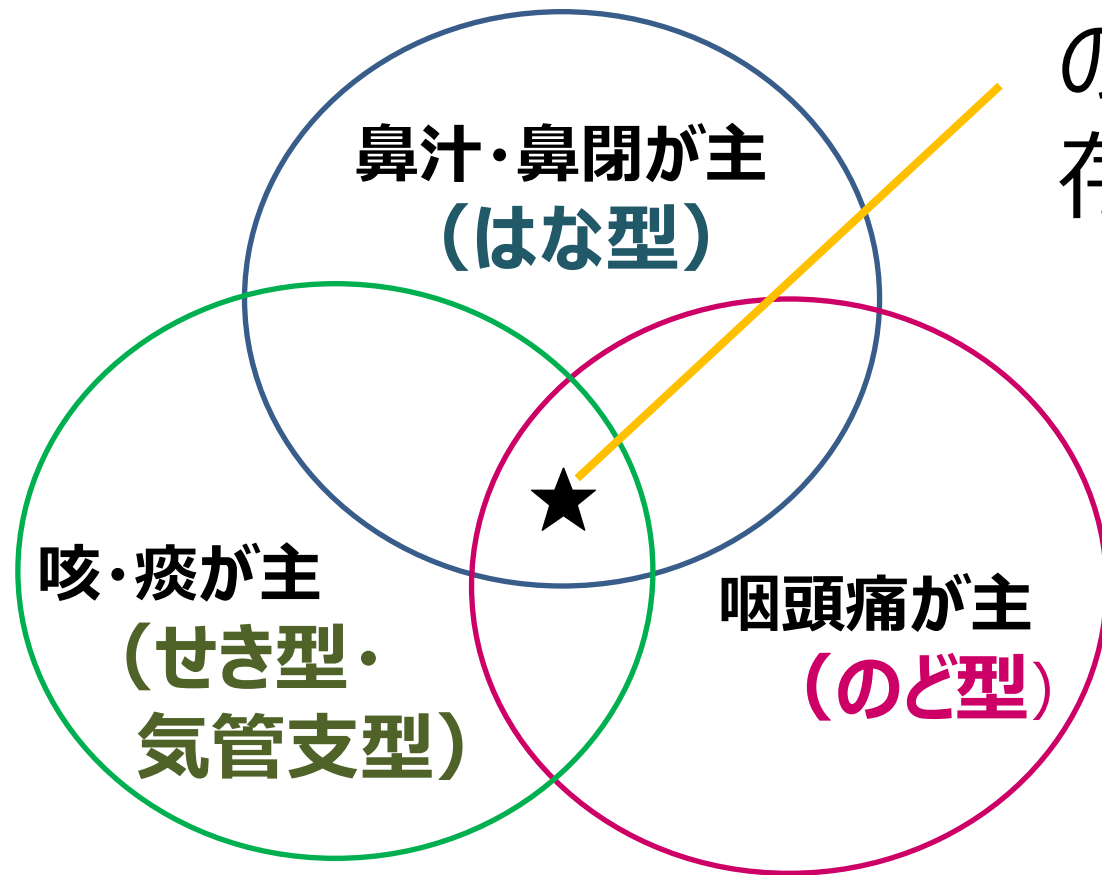 の
鼻汁・鼻閉が主
（はな型）
咳・痰が主
（せき型・
気管支型）
咽頭痛が主
（のど型）